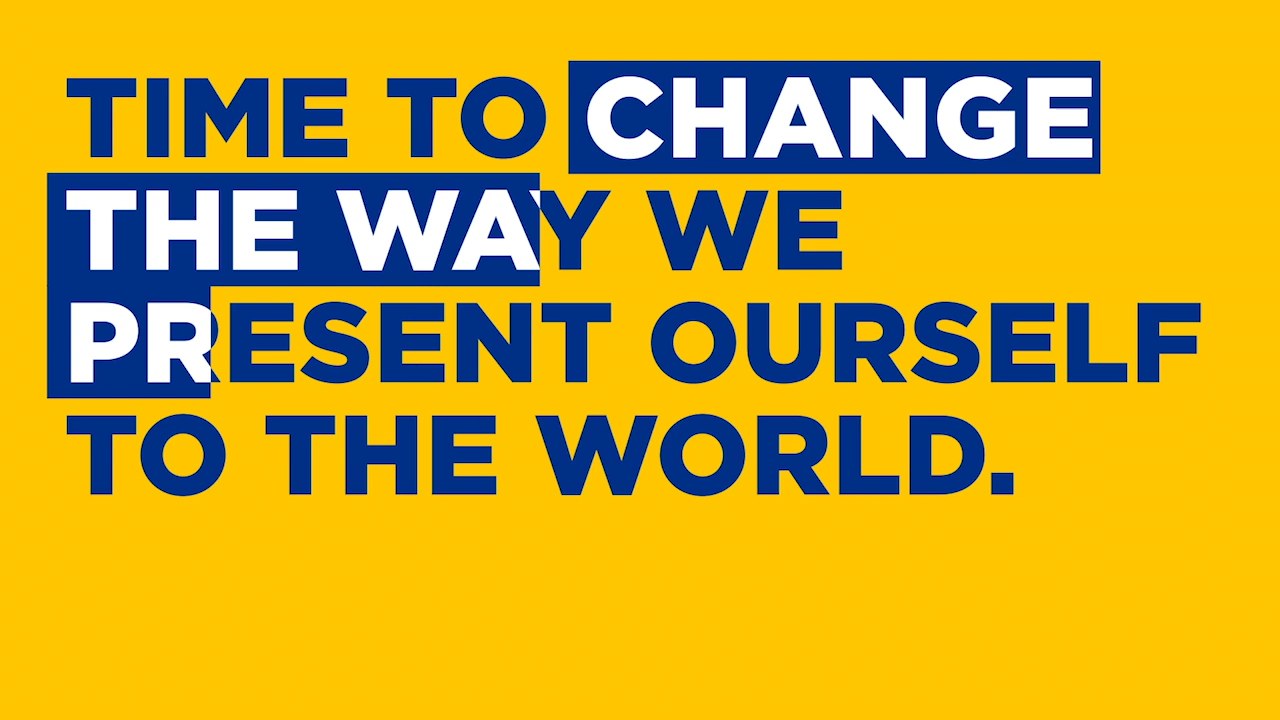 TIME TO CHANGE
THE WAY WE
PRESENT OURSELF
TO THE WORLD.